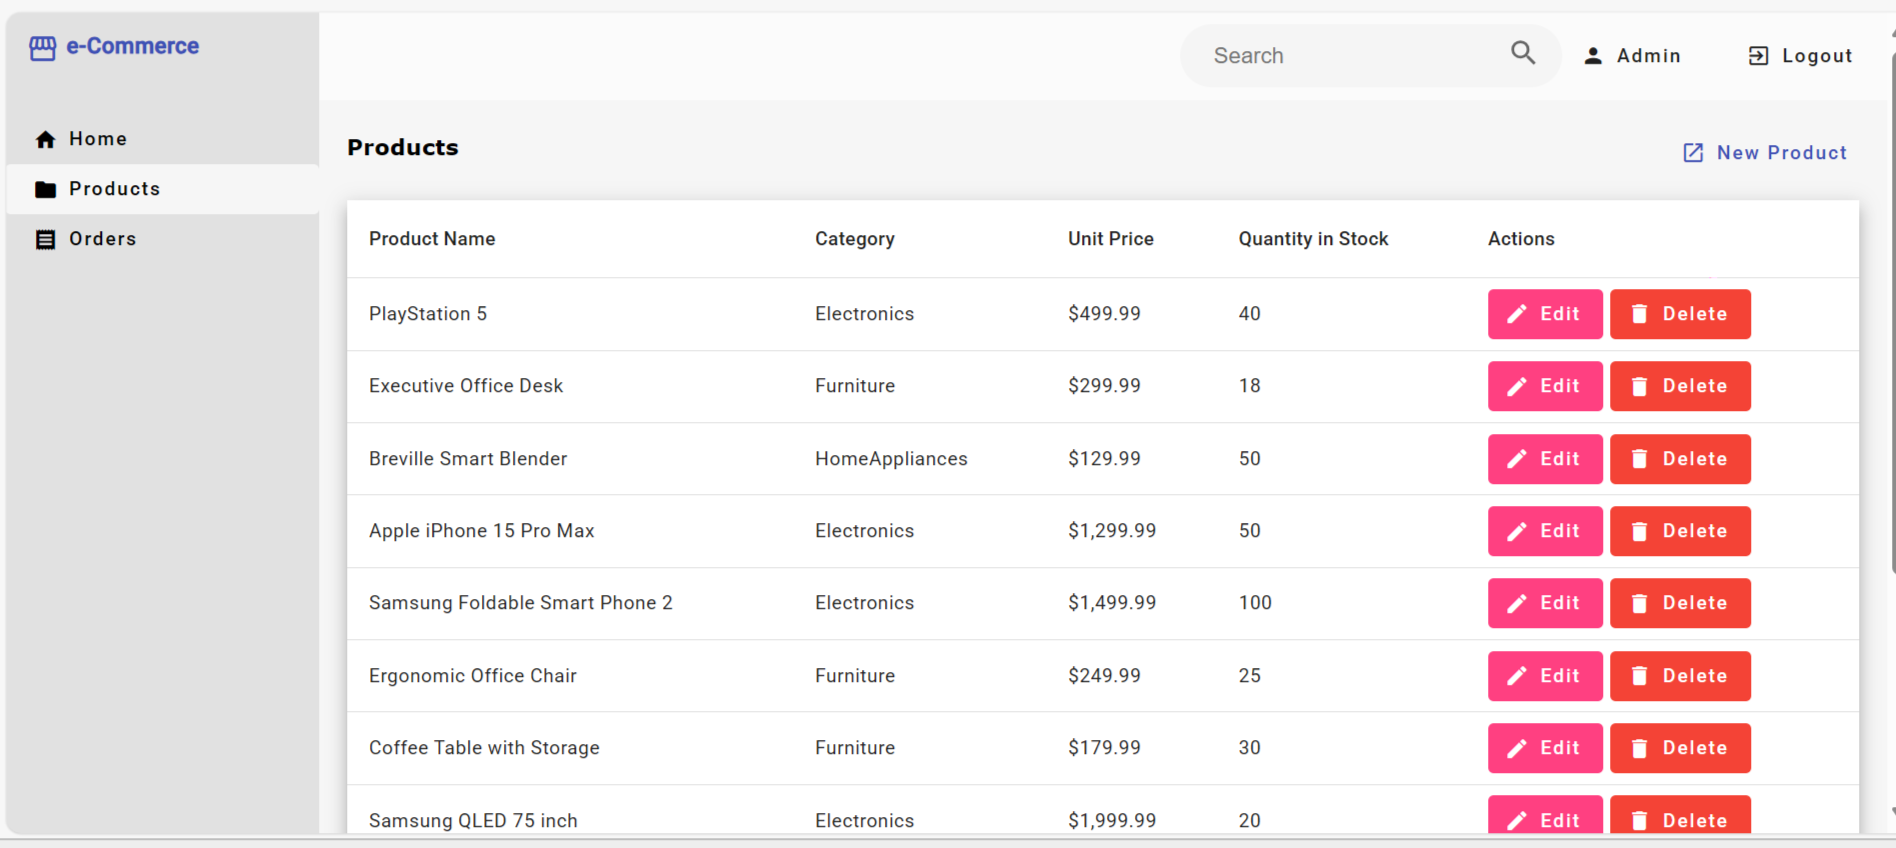 e-Commerce
Search
Admin
Logout
Home
Products
Orders
Products
New Product
Product Name Category Unit Price Quantity in Stock Actions
PlayStation 5 Electronics $499.99 40 Edit Delete
Executive Office Desk Furniture $299.99 18 Edit Delete
Breville Smart Blender HomeAppliances $129.99 50 Edit Delete
Apple iPhone 15 Pro Max Electronics $1,299.99 50 Edit Delete
Samsung Foldable Smart Phone 2 Electronics $1,499.99 100 Edit Delete
Ergonomic Office Chair Furniture $249.99 25 Edit Delete
Coffee Table with Storage Furniture $179.99 30 Edit Delete
Samsung QLED 75 inch Electronics $1,999.99 20 Edit Delete